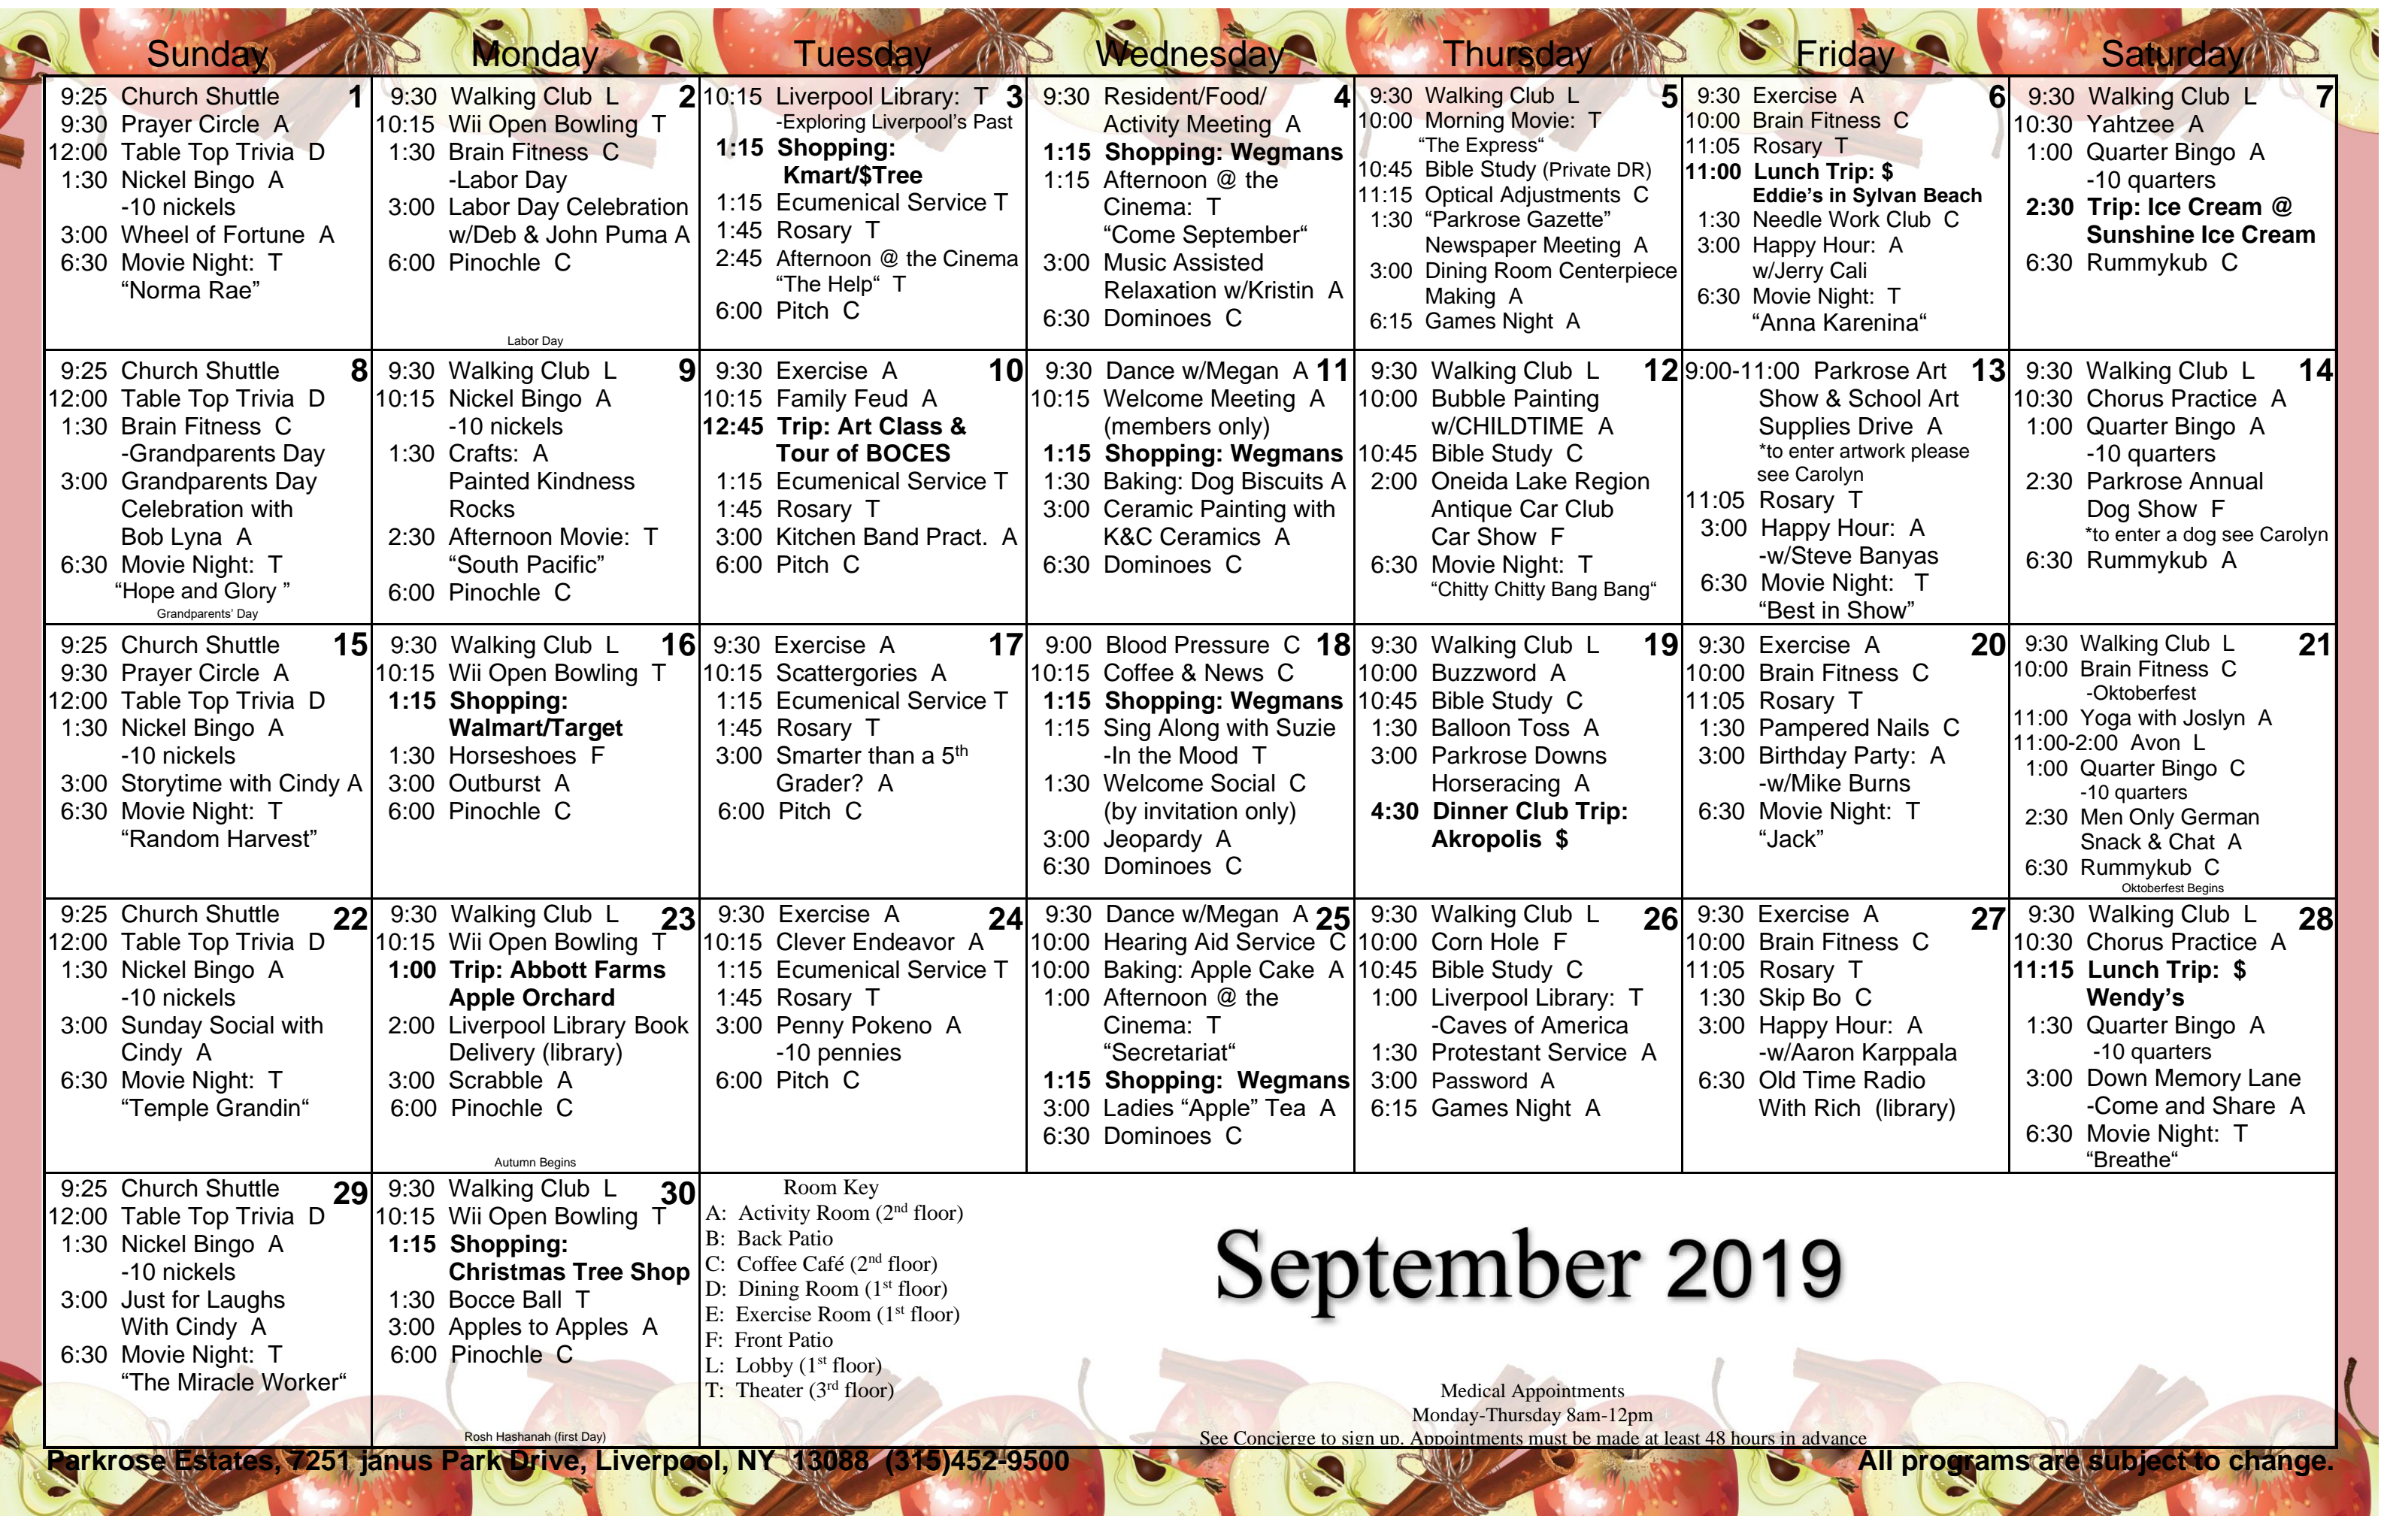 Sunday Monday Tuesday Wednesday Thursday Friday Saturday
1
9:25 Church Shuttle
9:30 Prayer Circle A
12:00 Table Top Trivia D
1:30 Nickel Bingo A
-10 nickels
3:00 Wheel of Fortune A
6:30 Movie Night: T
“Norma Rae”
2
9:30 Walking Club L
10:15 Wii Open Bowling T
1:30 Brain Fitness C
-Labor Day
3:00 Labor Day Celebration
w/Deb & John Puma A
6:00 Pinochle C
Labor Day
3
10:15 Liverpool Library: T
-Exploring Liverpool's Past
1:15 Shopping:
Kmart/$Tree
1:15 Ecumenical Service T
1:45 Rosary T
2:45 Afternoon @ the Cinema
“The Help“ T
6:00 Pitch C
4
9:30 Resident/Food/
Activity Meeting A
1:15 Shopping: Wegmans
1:15 Afternoon @ the
Cinema: T
“Come September“
3:00 Music Assisted
Relaxation w/Kristin A
6:30 Dominoes C
5
9:30 Walking Club L
10:00 Morning Movie: T
“The Express“
10:45 Bible Study (Private DR)
11:15 Optical Adjustments C
1:30 “Parkrose Gazette”
Newspaper Meeting A
3:00 Dining Room Centerpiece
Making A
6:15 Games Night A
6
9:30 Exercise A
10:00 Brain Fitness C
11:05 Rosary T
11:00 Lunch Trip: $
Eddie's in Sylvan Beach
1:30 Needle Work Club C
3:00 Happy Hour: A
w/Jerry Cali
6:30 Movie Night: T
“Anna Karenina“
7
9:30 Walking Club L
10:30 Yahtzee A
1:00 Quarter Bingo A
-10 quarters
2:30 Trip: Ice Cream @
Sunshine Ice Cream
6:30 Rummykub C
8
9:25 Church Shuttle
12:00 Table Top Trivia D
1:30 Brain Fitness C
-Grandparents Day
3:00 Grandparents Day
Celebration with
Bob Lyna A
6:30 Movie Night: T
“Hope and Glory ”
Grandparents' Day
9
9:30 Walking Club L
10:15 Nickel Bingo A
-10 nickels
1:30 Crafts: A
Painted Kindness
Rocks
2:30 Afternoon Movie: T
“South Pacific”
6:00 Pinochle C
10
9:30 Exercise A
10:15 Family Feud A
12:45 Trip: Art Class &
Tour of BOCES
1:15 Ecumenical Service T
1:45 Rosary T
3:00 Kitchen Band Pract. A
6:00 Pitch C
11
9:30 Dance w/Megan A
10:15 Welcome Meeting A
(members only)
1:15 Shopping: Wegmans
1:30 Baking: Dog Biscuits A
3:00 Ceramic Painting with
K&C Ceramics A
6:30 Dominoes C
12
9:30 Walking Club L
10:00 Bubble Painting
w/CHILDTIME A
10:45 Bible Study C
2:00 Oneida Lake Region
Antique Car Club
Car Show F
6:30 Movie Night: T
“Chitty Chitty Bang Bang“
13
9:00-11:00 Parkrose Art
Show & School Art
Supplies Drive A
*to enter artwork please
see Carolyn
11:05 Rosary T
3:00 Happy Hour: A
-w/Steve Banyas
6:30 Movie Night: T
“Best in Show”
14
9:30 Walking Club L
10:30 Chorus Practice A
1:00 Quarter Bingo A
-10 quarters
2:30 Parkrose Annual
Dog Show F
*to enter a dog see Carolyn
6:30 Rummykub A
15
9:25 Church Shuttle
9:30 Prayer Circle A
12:00 Table Top Trivia D
1:30 Nickel Bingo A
-10 nickels
3:00 Storytime with Cindy A
6:30 Movie Night: T
“Random Harvest”
16
9:30 Walking Club L
10:15 Wii Open Bowling T
1:15 Shopping:
Walmart/Target
1:30 Horseshoes F
3:00 Outburst A
6:00 Pinochle C
17
9:30 Exercise A
10:15 Scattergories A
1:15 Ecumenical Service T
1:45 Rosary T
3:00 Smarter than a 5th
Grader? A
6:00 Pitch C
18
9:00 Blood Pressure C
10:15 Coffee & News C
1:15 Shopping: Wegmans
1:15 Sing Along with Suzie
-In the Mood T
1:30 Welcome Social C
(by invitation only)
3:00 Jeopardy A
6:30 Dominoes C
19
9:30 Walking Club L
10:00 Buzzword A
10:45 Bible Study C
1:30 Balloon Toss A
3:00 Parkrose Downs
Horseracing A
4:30 Dinner Club Trip:
Akropolis $
20
9:30 Exercise A
10:00 Brain Fitness C
11:05 Rosary T
1:30 Pampered Nails C
3:00 Birthday Party: A
-w/Mike Burns
6:30 Movie Night: T
“Jack”
21
9:30 Walking Club L
10:00 Brain Fitness C
-Oktoberfest
11:00 Yoga with Joslyn A
11:00-2:00 Avon L
1:00 Quarter Bingo C
-10 quarters
2:30 Men Only German
Snack & Chat A
6:30 Rummykub C
Oktoberfest Begins
22
9:25 Church Shuttle
12:00 Table Top Trivia D
1:30 Nickel Bingo A
-10 nickels
3:00 Sunday Social with
Cindy A
6:30 Movie Night: T
“Temple Grandin“
23
9:30 Walking Club L
10:15 Wii Open Bowling T
1:00 Trip: Abbott Farms
Apple Orchard
2:00 Liverpool Library Book
Delivery (library)
3:00 Scrabble A
6:00 Pinochle C
Autumn Begins
24
9:30 Exercise A
10:15 Clever Endeavor A
1:15 Ecumenical Service T
1:45 Rosary T
3:00 Penny Pokeno A
-10 pennies
6:00 Pitch C
25
9:30 Dance w/Megan A
10:00 Hearing Aid Service C
10:00 Baking: Apple Cake A
1:00 Afternoon @ the
Cinema: T
“Secretariat“
1:15 Shopping: Wegmans
3:00 Ladies “Apple” Tea A
6:30 Dominoes C
26
9:30 Walking Club L
10:00 Corn Hole F
10:45 Bible Study C
1:00 Liverpool Library: T
-Caves of America
1:30 Protestant Service A
3:00 Password A
6:15 Games Night A
27
9:30 Exercise A
10:00 Brain Fitness C
11:05 Rosary T
1:30 Skip Bo C
3:00 Happy Hour: A
-w/Aaron Karppala
6:30 Old Time Radio
With Rich (library)
28
9:30 Walking Club L
10:30 Chorus Practice A
11:15 Lunch Trip: $
Wendy's
1:30 Quarter Bingo A
-10 quarters
3:00 Down Memory Lane
-Come and Share A
6:30 Movie Night: T
“Breathe“
29
9:25 Church Shuttle
12:00 Table Top Trivia D
1:30 Nickel Bingo A
-10 nickels
3:00 Just for Laughs
With Cindy A
6:30 Movie Night: T
“The Miracle Worker“
30
9:30 Walking Club L
10:15 Wii Open Bowling T
1:15 Shopping:
Christmas Tree Shop
1:30 Bocce Ball T
3:00 Apples to Apples A
6:00 Pinochle C
Rosh Hashanah (first Day)
Room Key
A: Activity Room (2nd floor)
B: Back Patio
C: Coffee Café (2nd floor)
D: Dining Room (1st floor)
E: Exercise Room (1st floor)
F: Front Patio
L: Lobby (1st floor)
T: Theater (3rd floor)
September 2019
Medical Appointments
Monday-Thursday 8am-12pm
See Concierge to sign up. Appointments must be made at least 48 hours in advance
Parkrose Estates, 7251 janus Park Drive, Liverpool, NY 13088 (315)452-9500
All programs are subject to change.